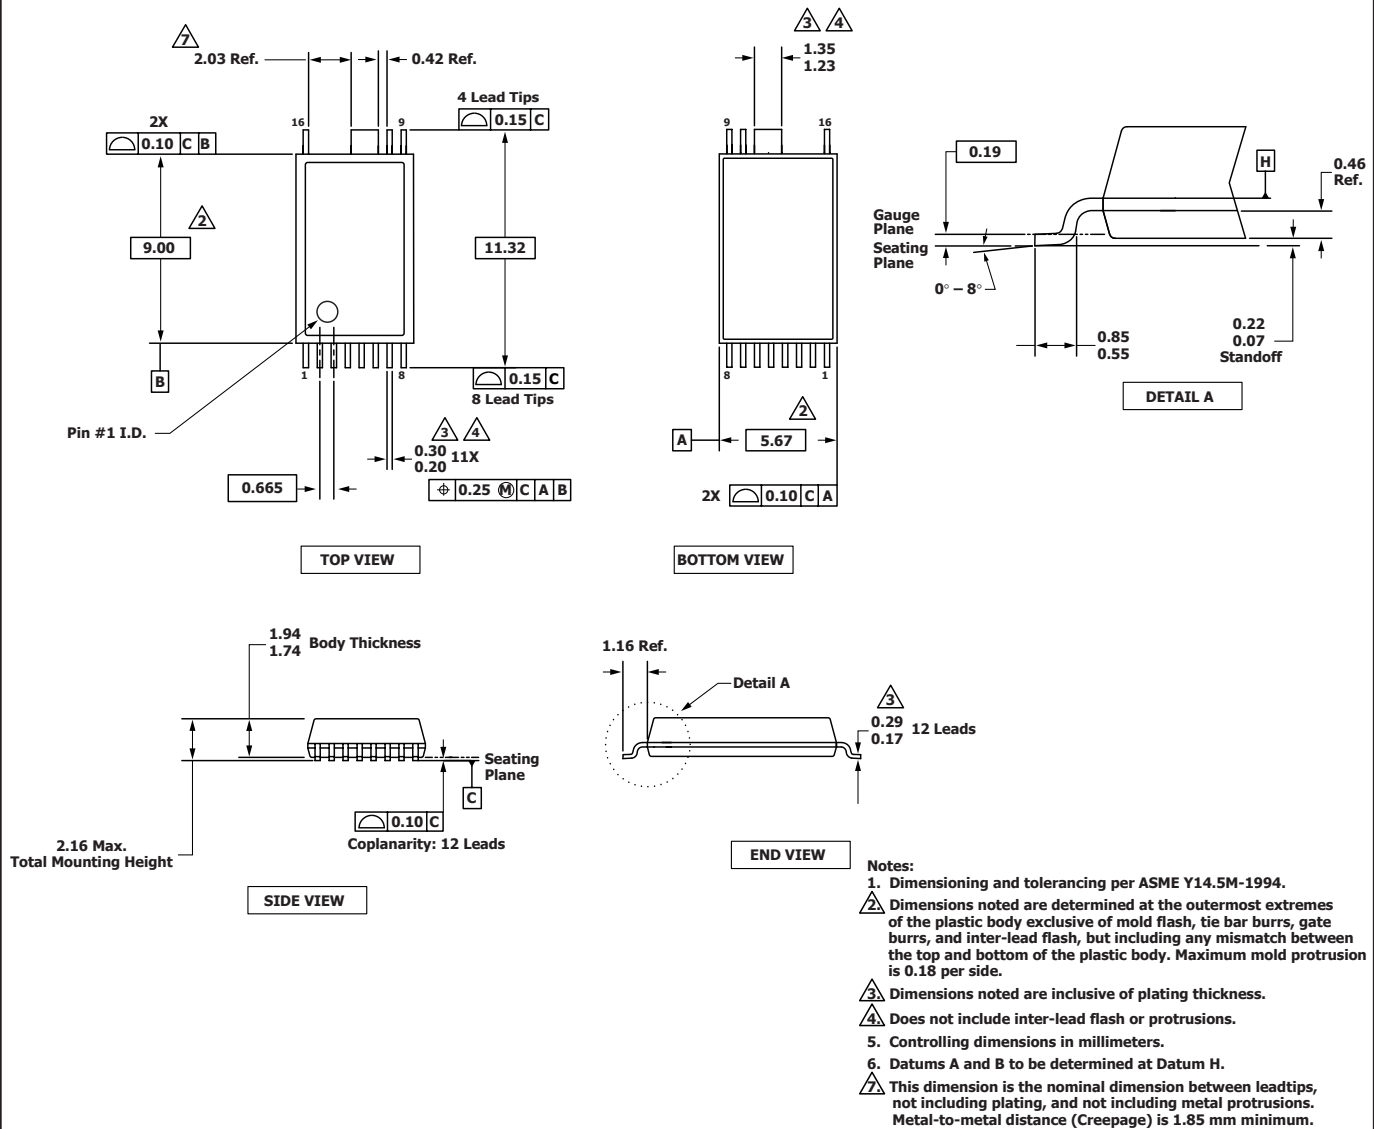 7
2.03 Ref.
0.42 Ref.
4 Lead Tips
0.15 C
2X
0.10 C B
16
9
2
9.00
11.32
B
1
8
0.15 C
8 Lead Tips
Pin #1 I.D.
3 4
0.30
0.20
11X
0.665
0.25 Ⓜ C A B
TOP VIEW
3 4
1.35
1.23
9
16
8
1
2
A
5.67
2X
0.10 C A
BOTTOM VIEW
0.19
H
0.46
Ref.
Gauge
Plane
Seating
Plane
0° – 8°
0.85
0.55
0.22
0.07
Standoff
DETAIL A
1.94
1.74
Body Thickness
Seating
Plane
C
0.10 C
Coplanarity: 12 Leads
2.16 Max.
Total Mounting Height
SIDE VIEW
1.16 Ref.
Detail A
3
0.29
0.17
12 Leads
END VIEW
Notes:
1. Dimensioning and tolerancing per ASME Y14.5M-1994.
2. Dimensions noted are determined at the outermost extremes
of the plastic body exclusive of mold flash, tie bar burrs, gate
burrs, and inter-lead flash, but including any mismatch between
the top and bottom of the plastic body. Maximum mold protrusion
is 0.18 per side.
3. Dimensions noted are inclusive of plating thickness.
4. Does not include inter-lead flash or protrusions.
5. Controlling dimensions in millimeters.
6. Datums A and B to be determined at Datum H.
7. This dimension is the nominal dimension between leadtips,
not including plating, and not including metal protrusions.
Metal-to-metal distance (Creepage) is 1.85 mm minimum.